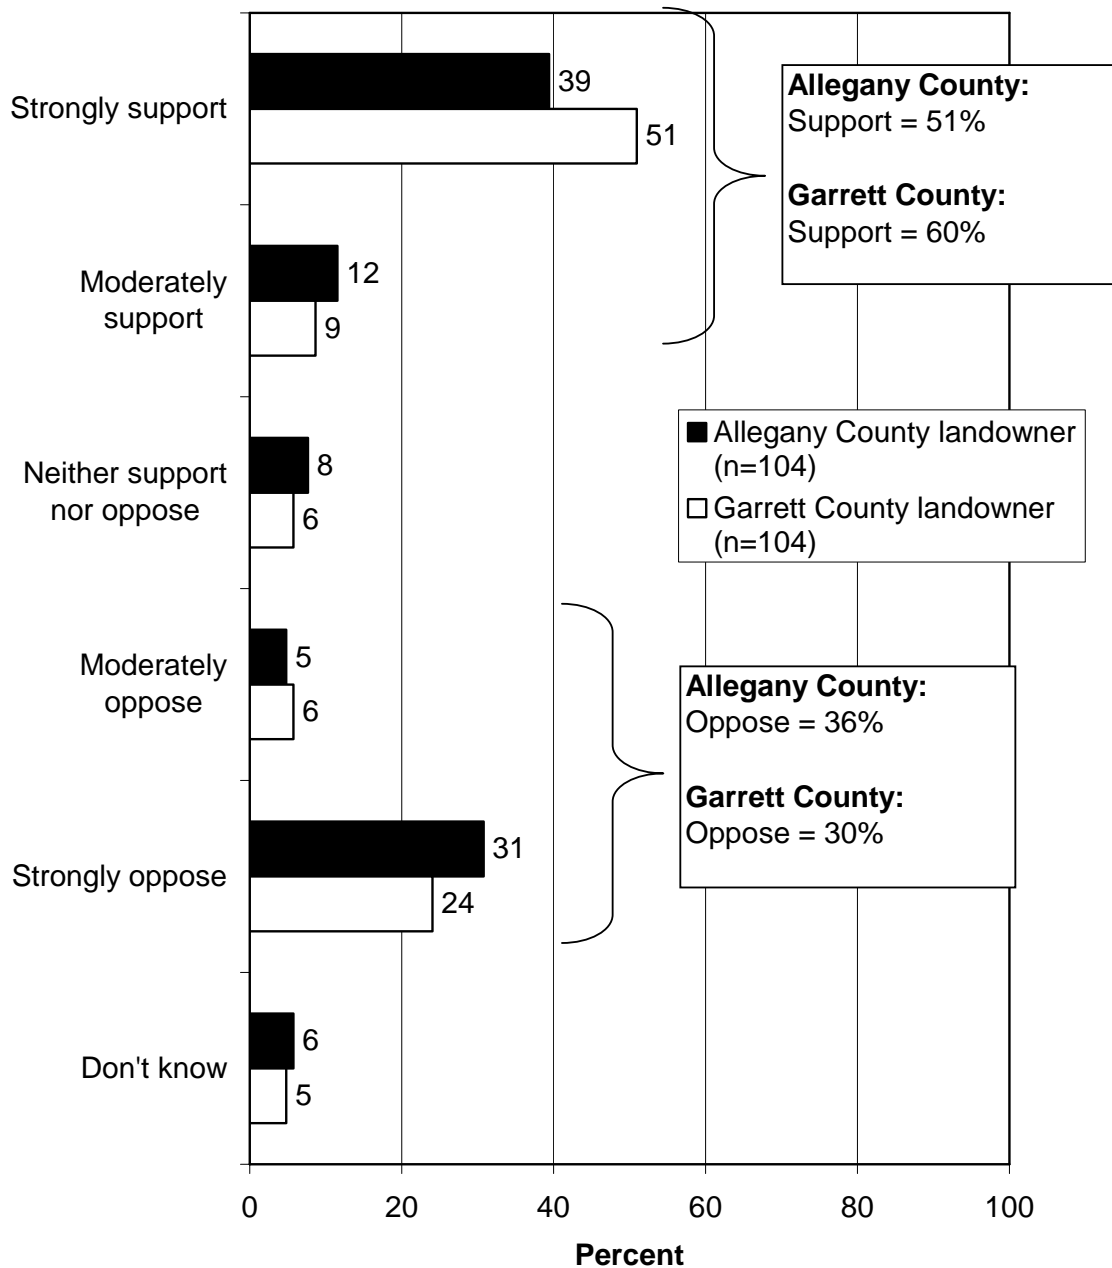 Strongly support
39
51
Allegany County:
Support = 51%
Garrett County:
Support = 60%
Moderately
support
12
9
Neither support
nor oppose
8
6
Allegany County landowner
(n=104)
Garrett County landowner
(n=104)
Moderately
oppose
5
6
Allegany County:
Oppose = 36%
Garrett County:
Oppose = 30%
Strongly oppose
31
24
Don't know
6
5
0 20 40 60 80 100
Percent